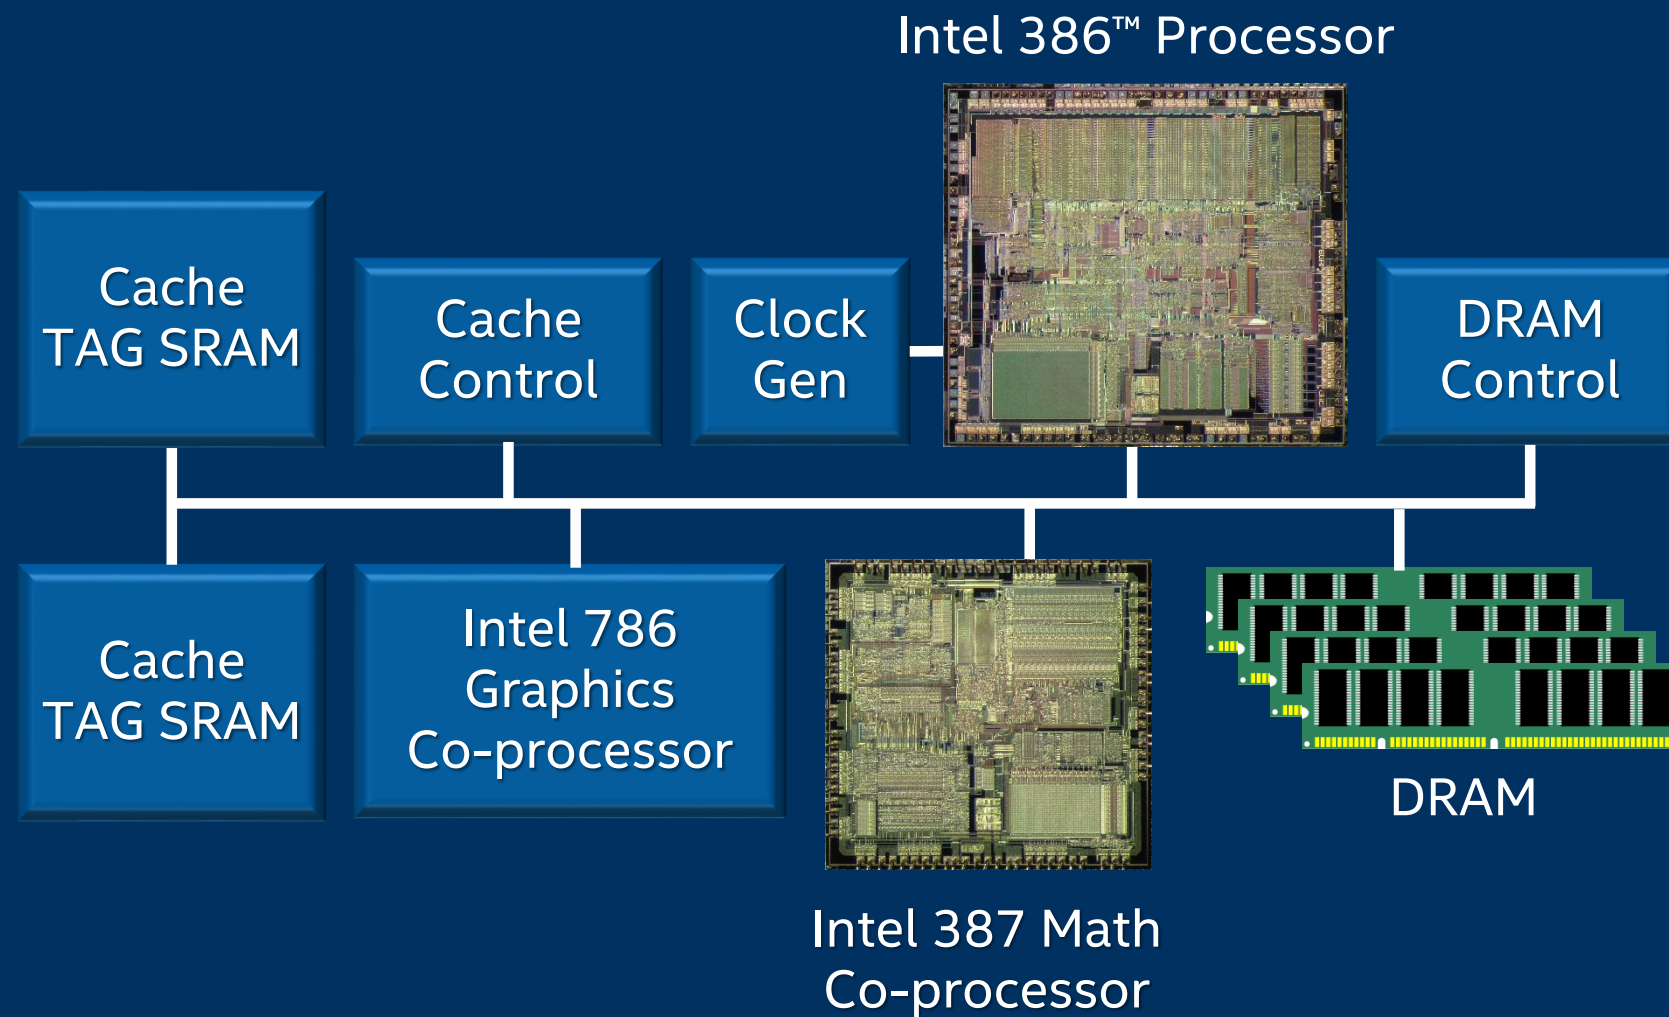 Intel 386™ Processor
Cache
TAG SRAM
Cache
Control
Clock
Gen
DRAM
Control
Cache
TAG SRAM
Intel 786
Graphics
Co-processor
DRAM
Intel 387 Math
Co-processor